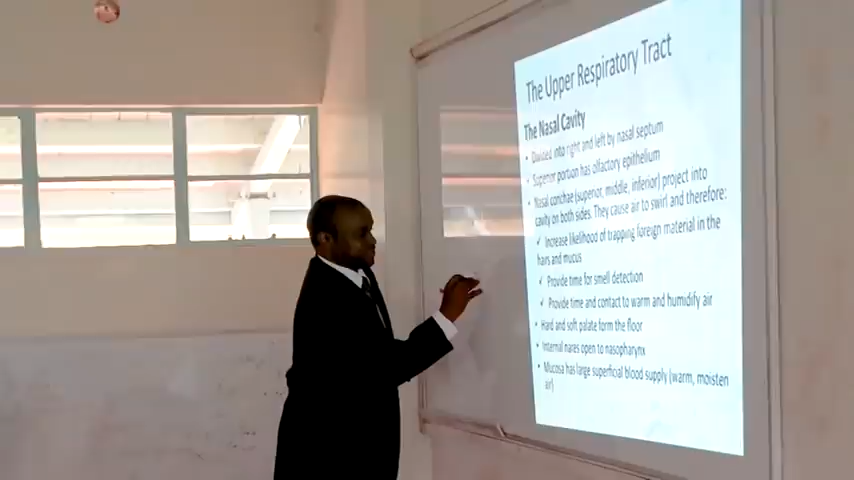 The Upper Respiratory Tract
The Nasal Cavity
• Divided into right and left by nasal septum
• Superior portion has olfactory epithelium
• Nasal conchae (superior, middle, inferior) project into
cavity on both sides. They cause air to swirl and therefore:
✓ Increase likelihood of trapping foreign material in the
hairs and mucus
✓ Provide time for smell detection
✓ Provide time and contact to warm and humidify air
• Hard and soft palate form the floor
• Internal nares open to nasopharynx
• Mucosa has large superficial blood supply (warm, moisten
air)